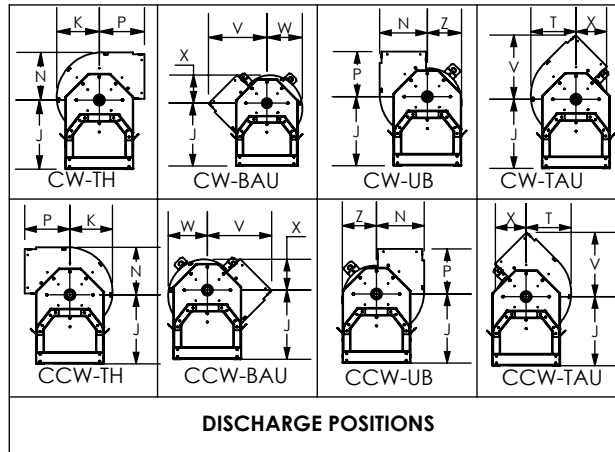 K P
N
J
CW-TH
V W
X
J
CW-BAU
N Z
P
J
CW-UB
T X
V
J
CW-TAU
P K
N
J
CCW-TH
W V
X
J
CCW-BAU
Z N
P
J
CCW-UB
X T
V
J
CCW-TAU
DISCHARGE POSITIONS